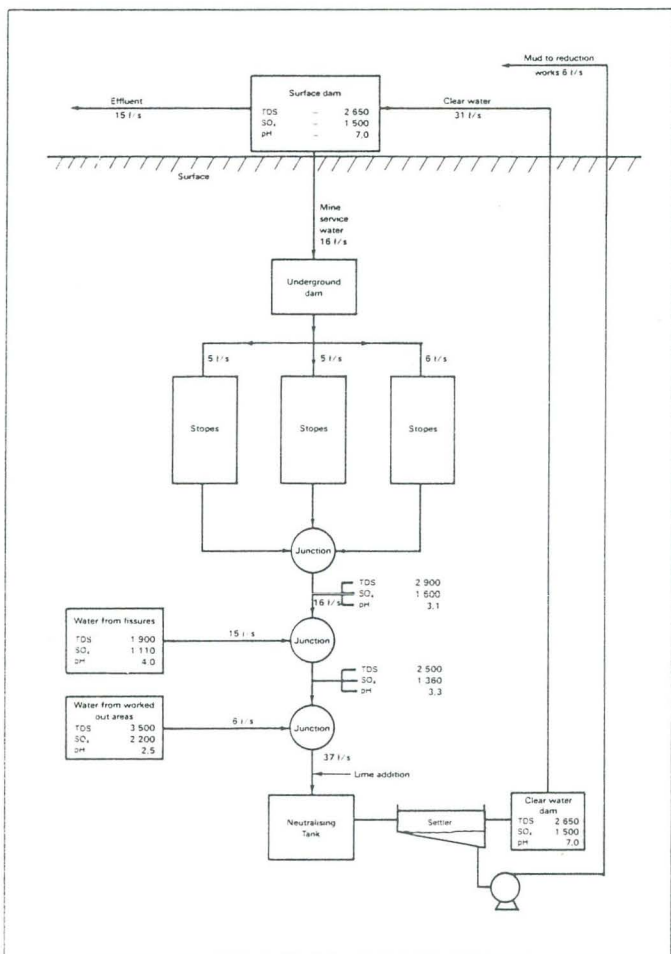 Mud to reduction
works 6 l/s
Effluent
15 l/s
Surface dam
TDS – 2 650
SO₄ – 1 500
pH – 7.0
Clear water
31 l/s
Surface
Mine
service
water
16 l/s
Underground
dam
5 l/s
5 l/s
6 l/s
Stopes
Stopes
Stopes
Junction
TDS 2 900
SO₄ 1 600
pH 3.1
16 l/s
Water from fissures
TDS 1 900
SO₄ 1 110
pH 4.0
15 l/s
Junction
TDS 2 500
SO₄ 1 360
pH 3.3
Water from worked
out areas
TDS 3 500
SO₄ 2 200
pH 2.5
6 l/s
Junction
37 l/s
Lime addition
Neutralising
Tank
Settler
Clear water
dam
TDS 2 650
SO₄ 1 500
pH 7.0